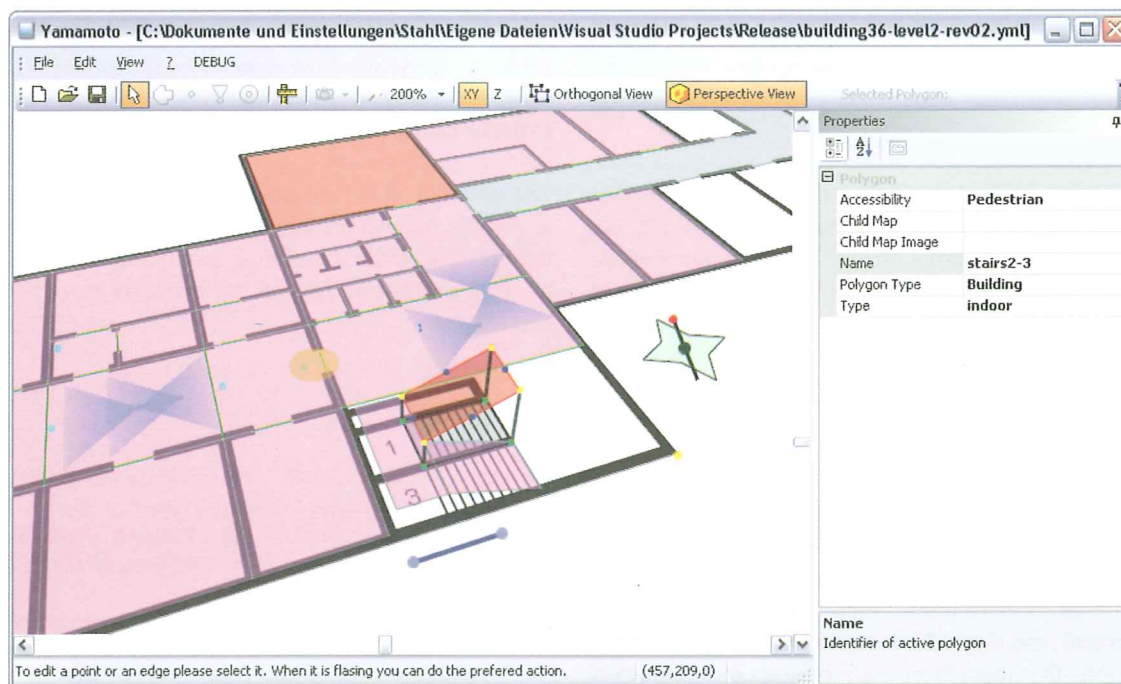 Yamamoto - [C:\Dokumente und Einstellungen\Stahl\Eigene Dateien\Visual Studio Projects\Release\building36-level2-rev02.yml]
File Edit View ? DEBUG
200% XY Z Orthogonal View Perspective View Selected Polygon:
Properties
Polygon
Accessibility Pedestrian
Child Map
Child Map Image
Name stairs2-3
Polygon Type Building
Type indoor
1
3
Name
Identifier of active polygon
To edit a point or an edge please select it. When it is flasing you can do the prefered action. (457,209,0)